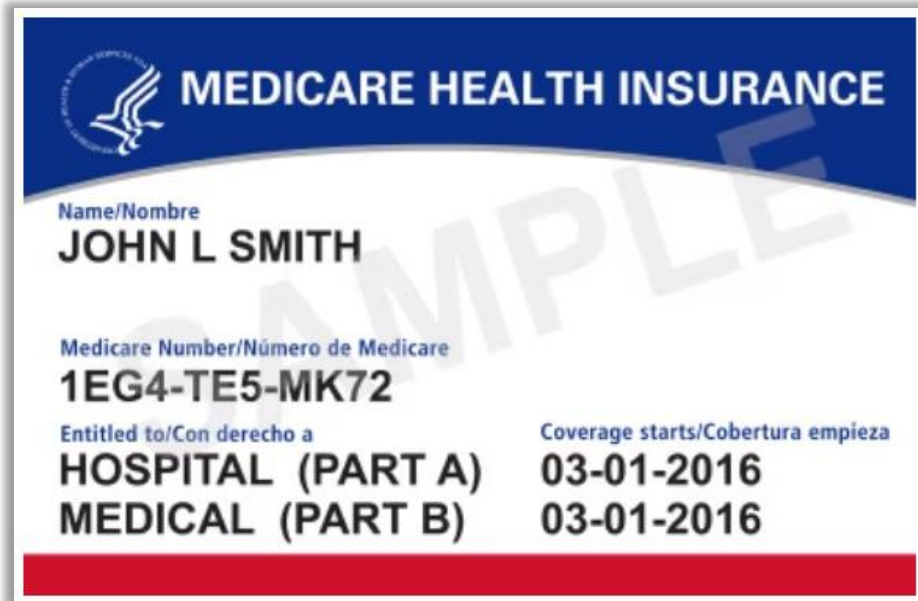 MEDICARE HEALTH INSURANCE
Name/Nombre
JOHN L SMITH
Medicare Number/Número de Medicare
1EG4-TE5-MK72
Entitled to/Con derecho a Coverage starts/Cobertura empieza
HOSPITAL (PART A) 03-01-2016
MEDICAL (PART B) 03-01-2016
SAMPLE